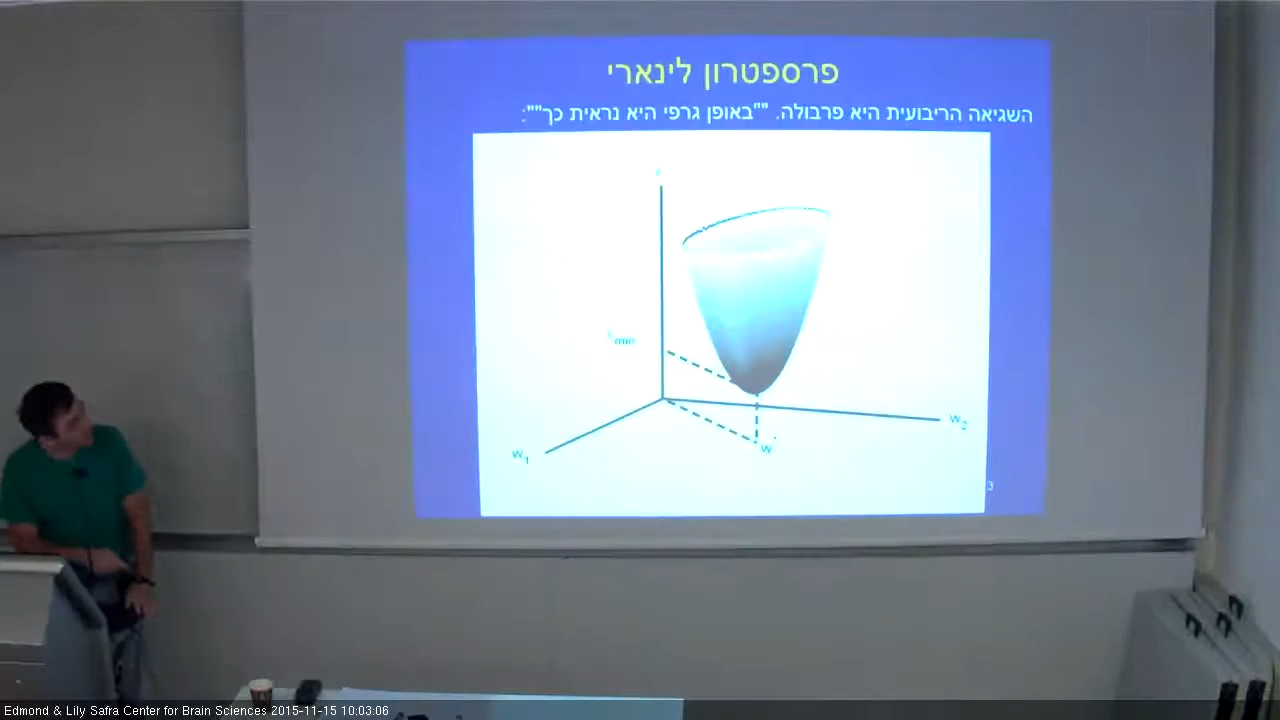 פרספטרון לינארי
השגיאה הריבועית היא פרבולה. ""באופן גרפי היא נראית כך"":
min
w1
w2
w*
3
Edmond & Lily Safra Center for Brain Sciences 2015-11-15 10:03:06